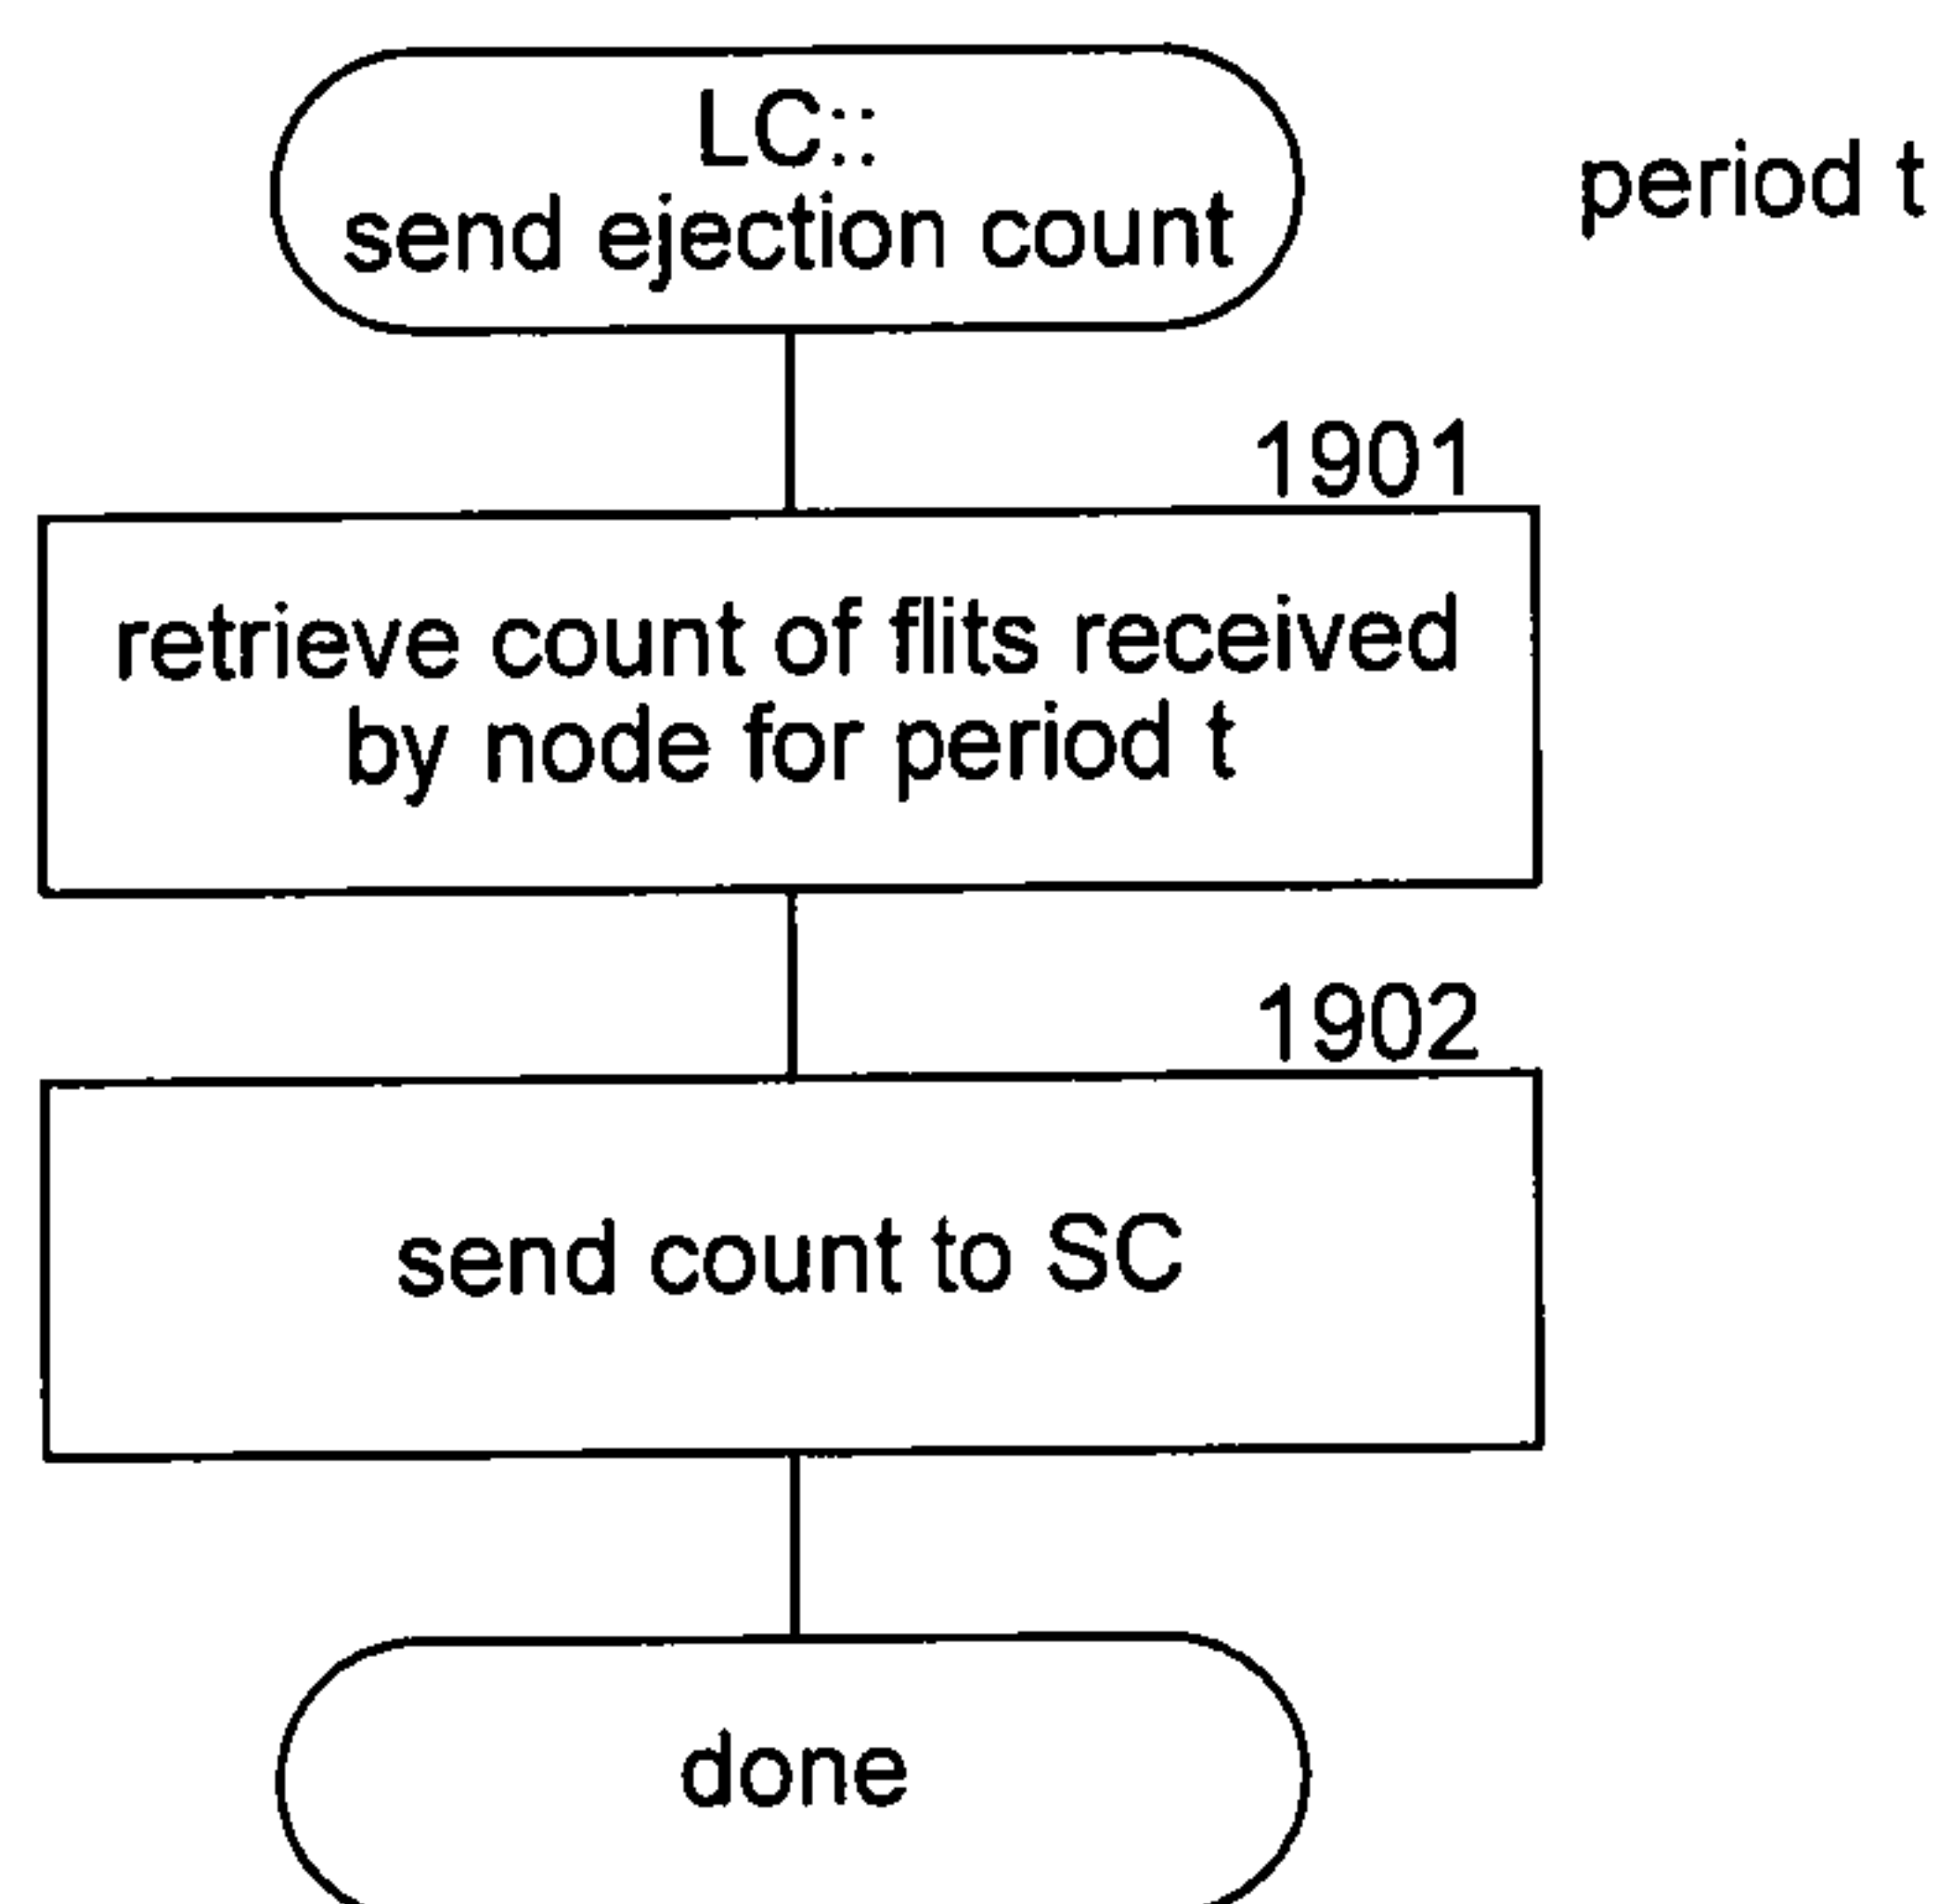 LC::
send ejection count
period t
1901
retrieve count of flits received
by node for period t
1902
send count to SC
done